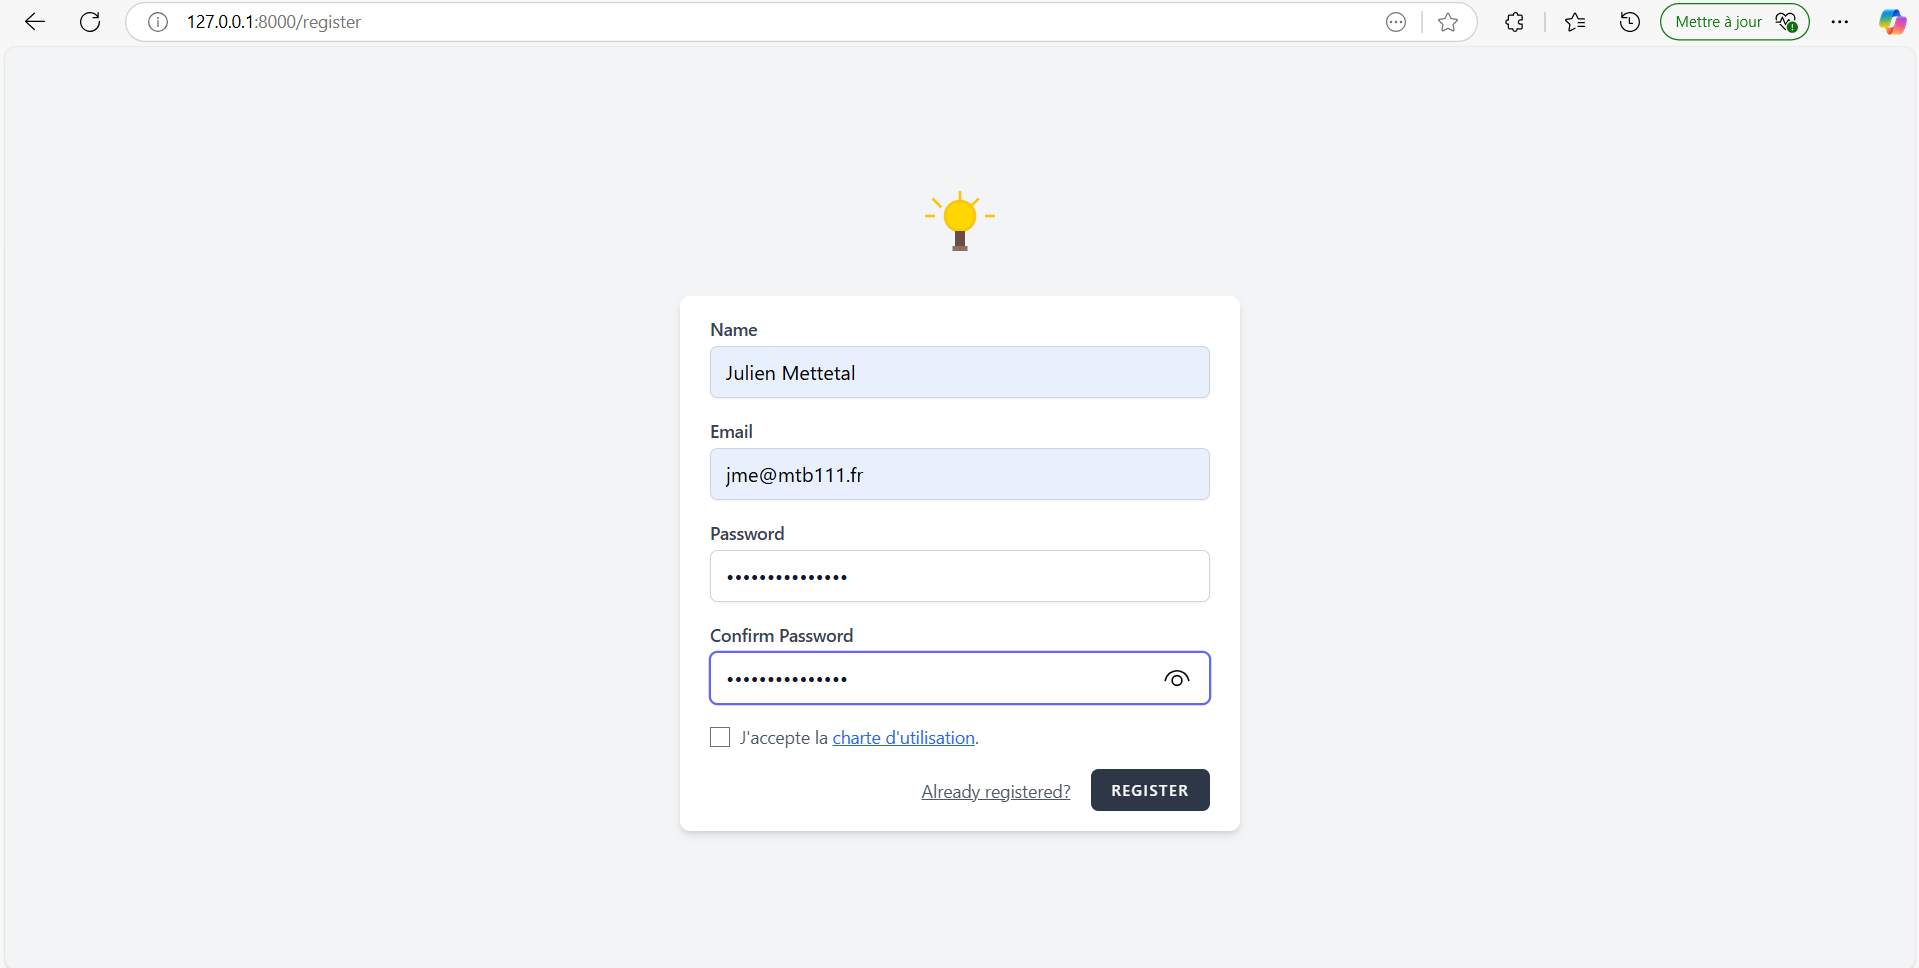 127.0.0.1:8000/register
Mettre à jour
Name
Julien Mettetal
Email
jme@mtb111.fr
Password
•••••••••••••••
Confirm Password
•••••••••••••••
J'accepte la charte d'utilisation.
Already registered?
REGISTER